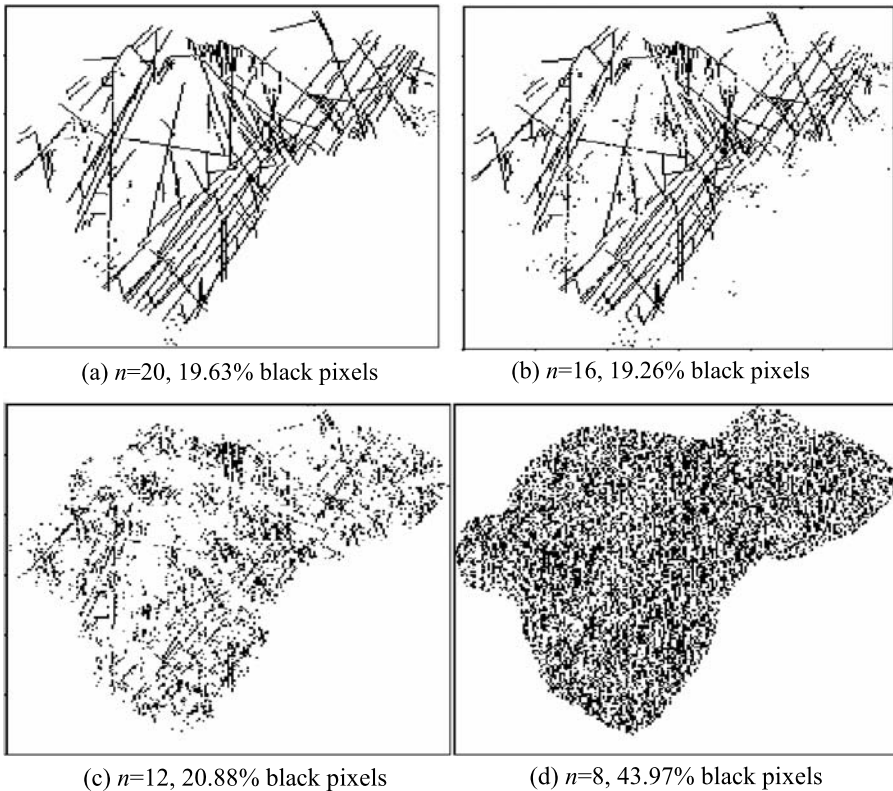 (a) n=20, 19.63% black pixels
(b) n=16, 19.26% black pixels
(c) n=12, 20.88% black pixels
(d) n=8, 43.97% black pixels